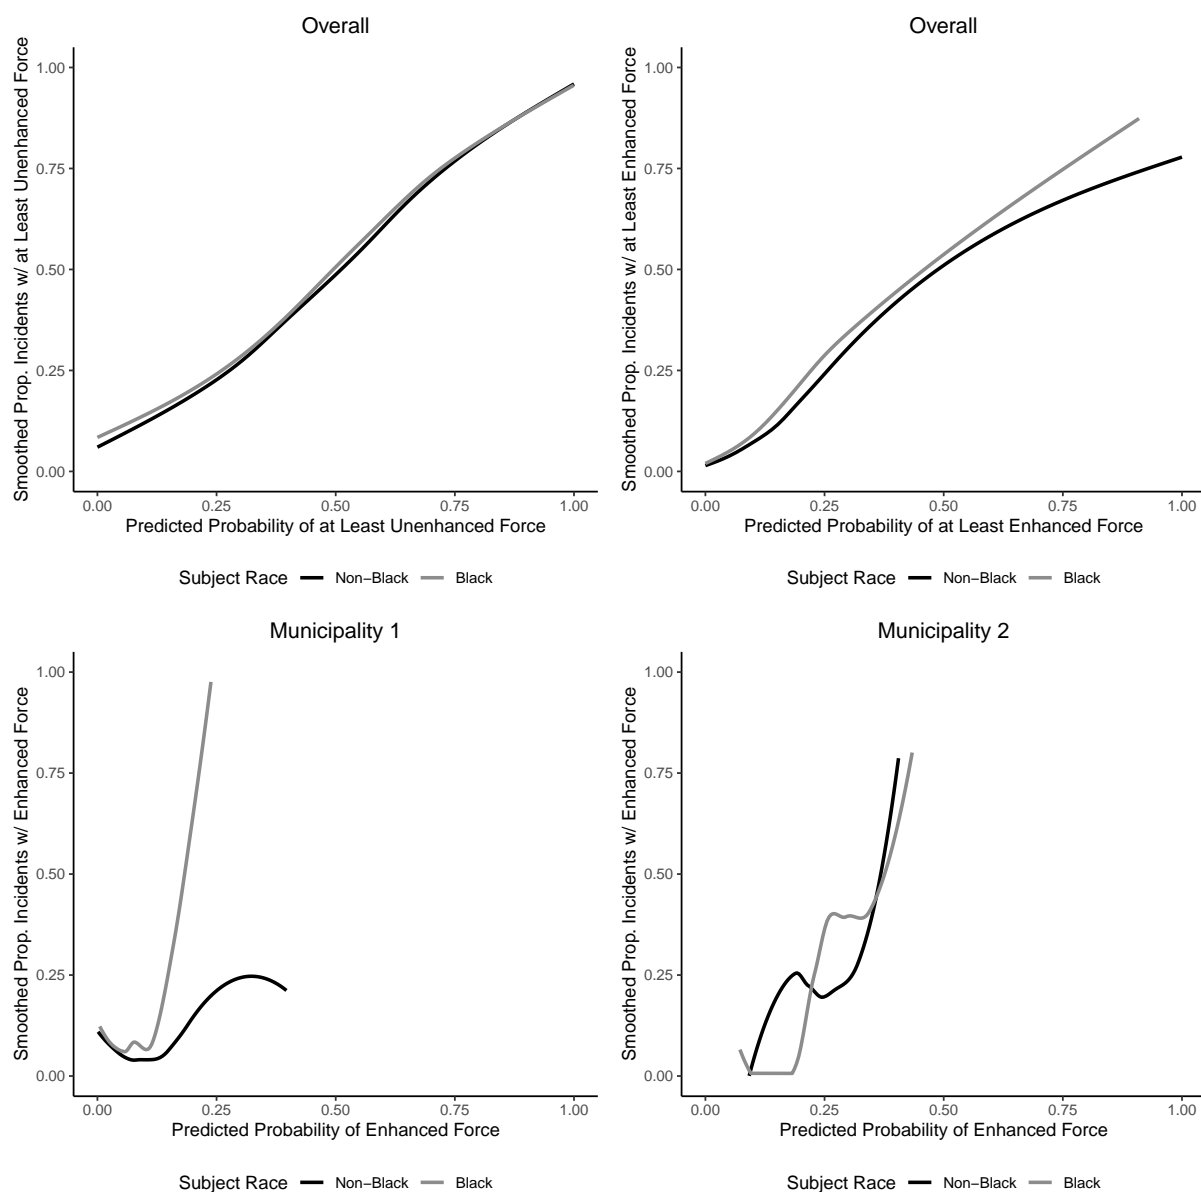 Overall
Smoothed Prop. Incidents w/ at Least Unenhanced Force
1.00
0.75
0.50
0.25
0.00
0.00 0.25 0.50 0.75 1.00
Predicted Probability of at Least Unenhanced Force
Subject Race Non−Black Black
Overall
Smoothed Prop. Incidents w/ at Least Enhanced Force
1.00
0.75
0.50
0.25
0.00
0.00 0.25 0.50 0.75 1.00
Predicted Probability of at Least Enhanced Force
Subject Race Non−Black Black
Municipality 1
Smoothed Prop. Incidents w/ Enhanced Force
1.00
0.75
0.50
0.25
0.00
0.00 0.25 0.50 0.75 1.00
Predicted Probability of Enhanced Force
Subject Race Non−Black Black
Municipality 2
Smoothed Prop. Incidents w/ Enhanced Force
1.00
0.75
0.50
0.25
0.00
0.00 0.25 0.50 0.75 1.00
Predicted Probability of Enhanced Force
Subject Race Non−Black Black